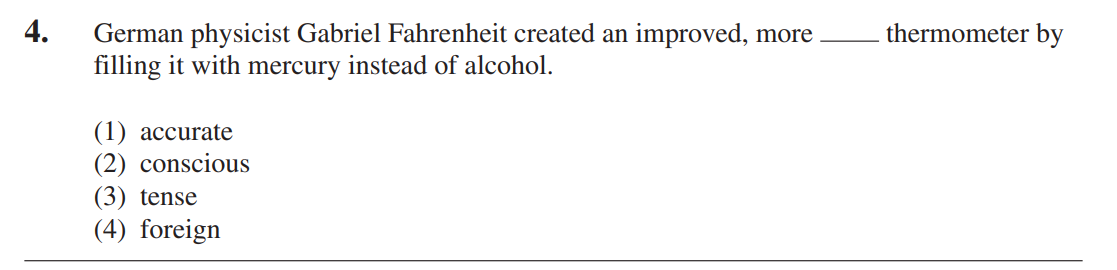 4. German physicist Gabriel Fahrenheit created an improved, more _____ thermometer by
filling it with mercury instead of alcohol.
(1) accurate
(2) conscious
(3) tense
(4) foreign